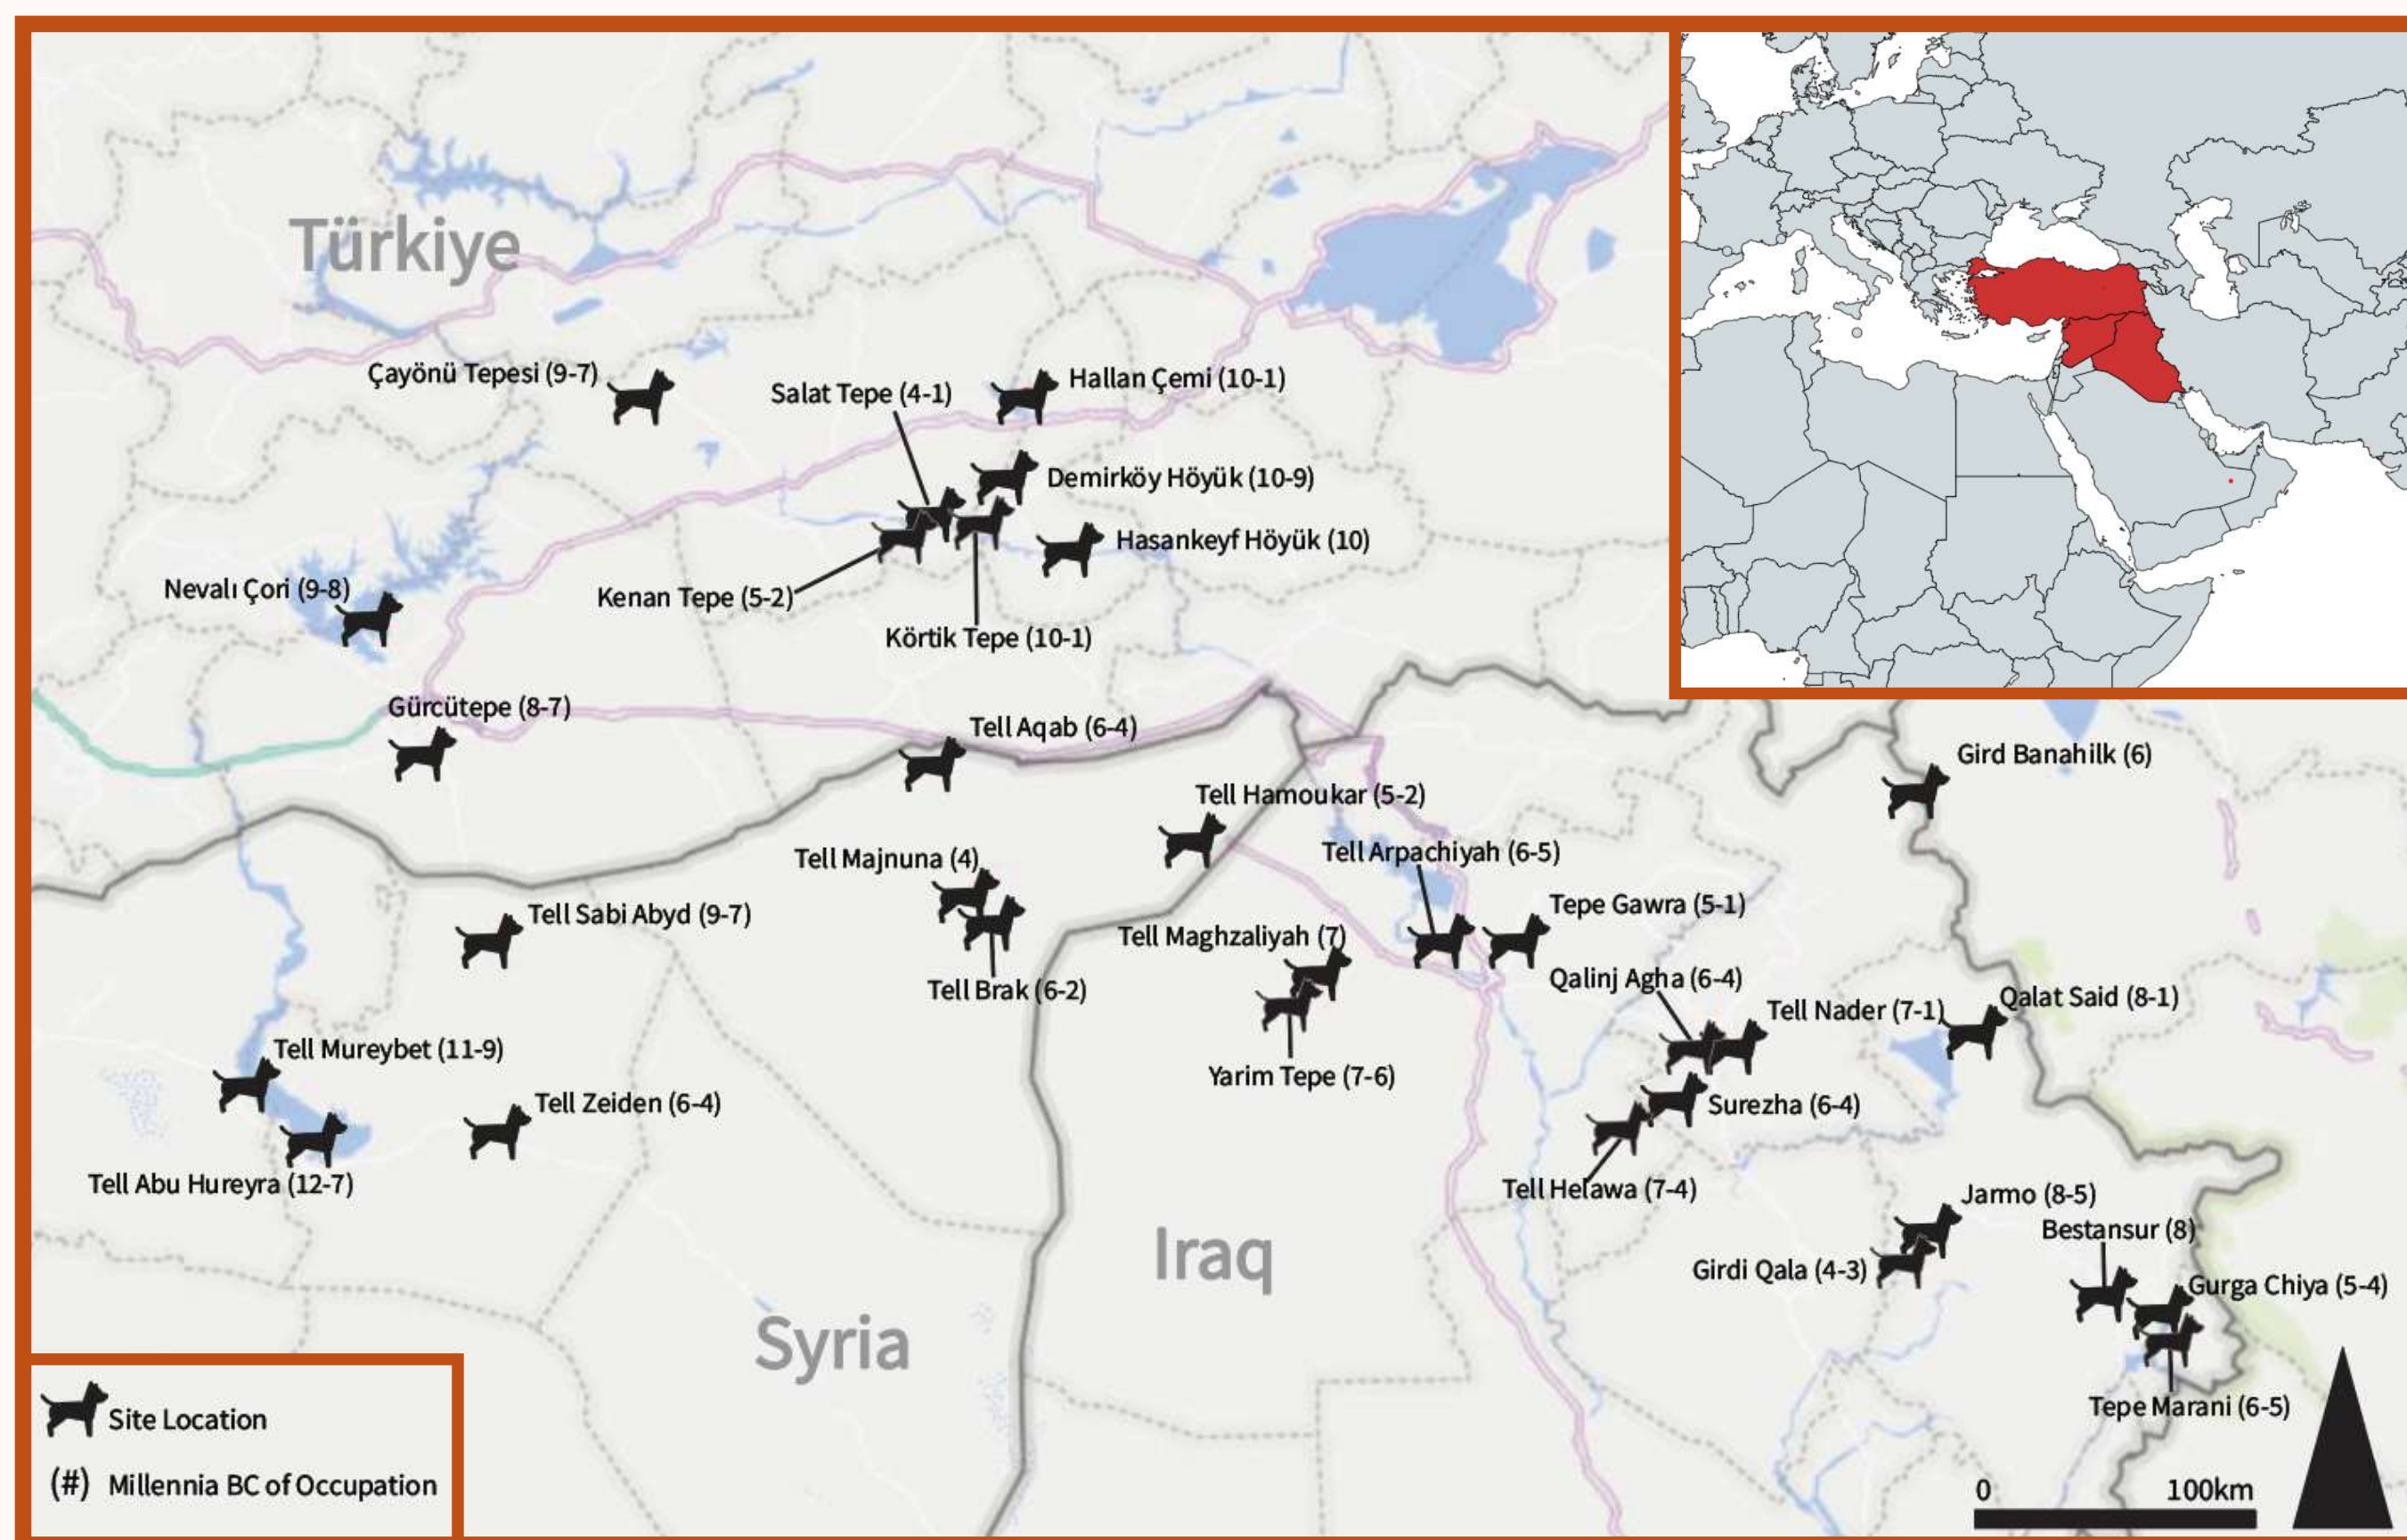 Türkiye
Çayönü Tepesi (9-7)
Salat Tepe (4-1)
Hallan Çemi (10-1)
Demirköy Höyük (10-9)
Hasankeyf Höyük (10)
Nevalı Çori (9-8)
Kenan Tepe (5-2)
Körtik Tepe (10-1)
Gürcütepe (8-7)
Tell Aqab (6-4)
Gird Banahilk (6)
Tell Hamoukar (5-2)
Tell Majnuna (4)
Tell Arpachiyah (6-5)
Tepe Gawra (5-1)
Tell Sabi Abyd (9-7)
Tell Maghzaliyah (7)
Tell Brak (6-2)
Qalinj Agha (6-4)
Tell Nader (7-1)
Qalat Said (8-1)
Tell Mureybet (11-9)
Yarim Tepe (7-6)
Tell Zeiden (6-4)
Surezha (6-4)
Tell Abu Hureyra (12-7)
Tell Helawa (7-4)
Jarmo (8-5)
Bestansur (8)
Iraq
Girdi Qala (4-3)
Gurga Chiya (5-4)
Syria
Tepe Marani (6-5)
Site Location
(#) Millennia BC of Occupation
0 100km